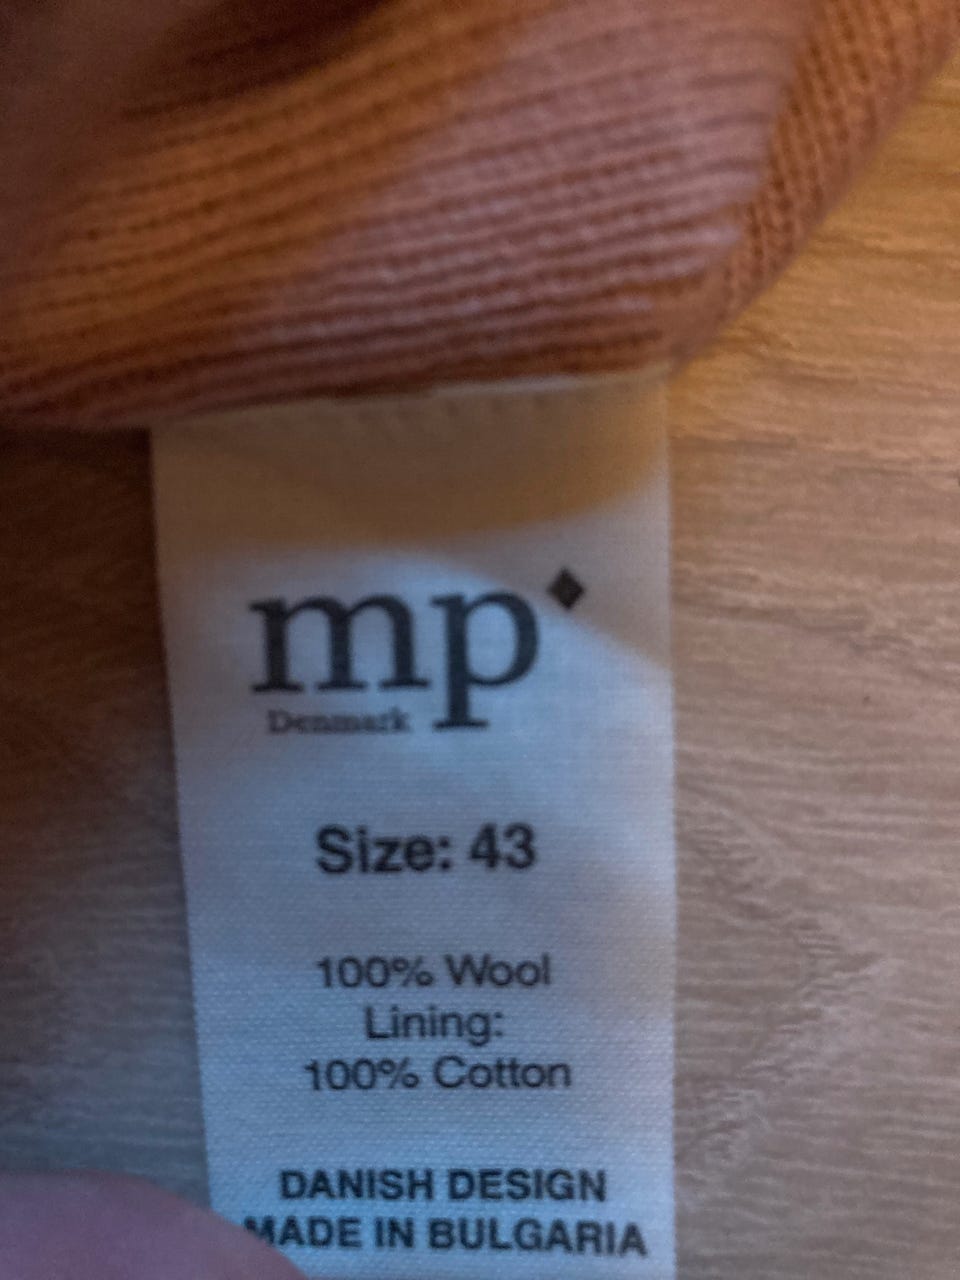 mp
Denmark
Size: 43
100% Wool
Lining:
100% Cotton
DANISH DESIGN
MADE IN BULGARIA